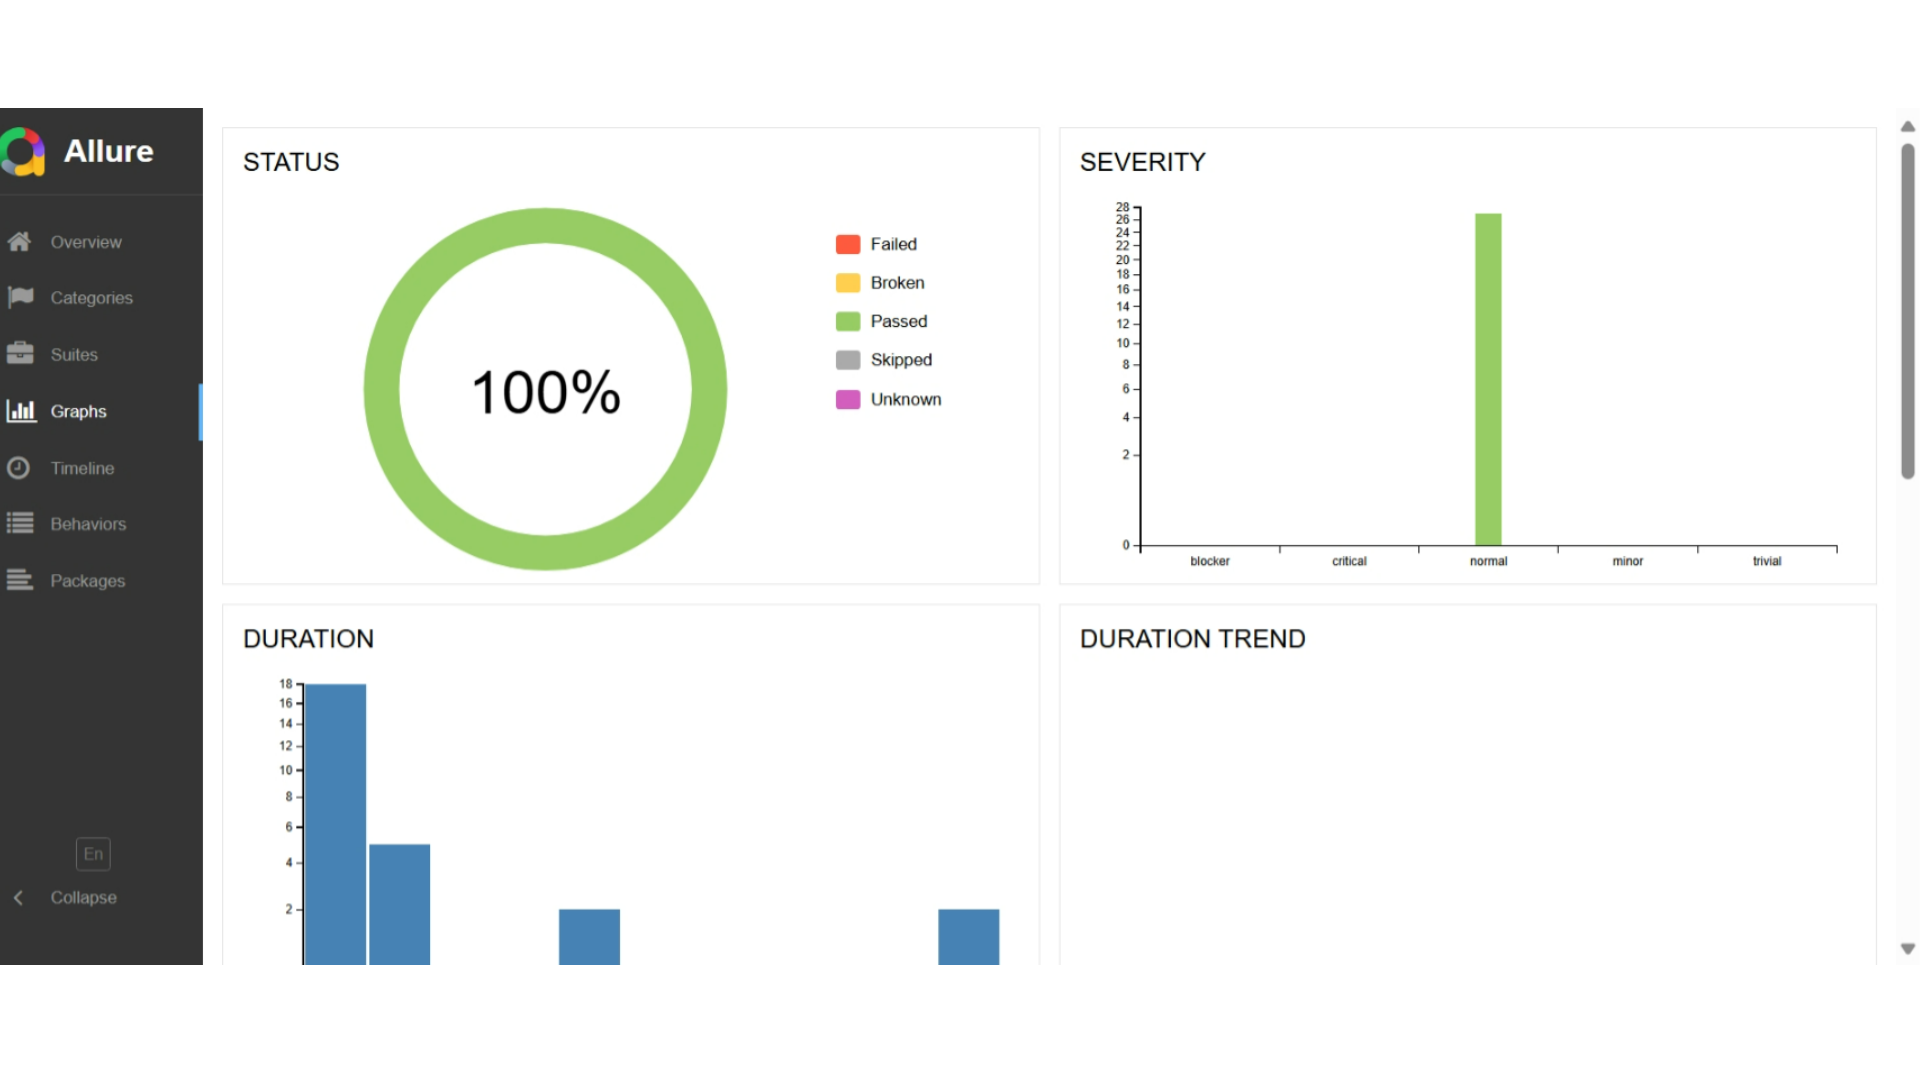 Allure
Overview
Categories
Suites
Graphs
Timeline
Behaviors
Packages
En
Collapse
STATUS
100%
Failed
Broken
Passed
Skipped
Unknown
SEVERITY
28
26
24
22
20
18
16
14
12
10
8
6
4
2
0
blocker critical normal minor trivial
DURATION
18
16
14
12
10
8
6
4
2
DURATION TREND